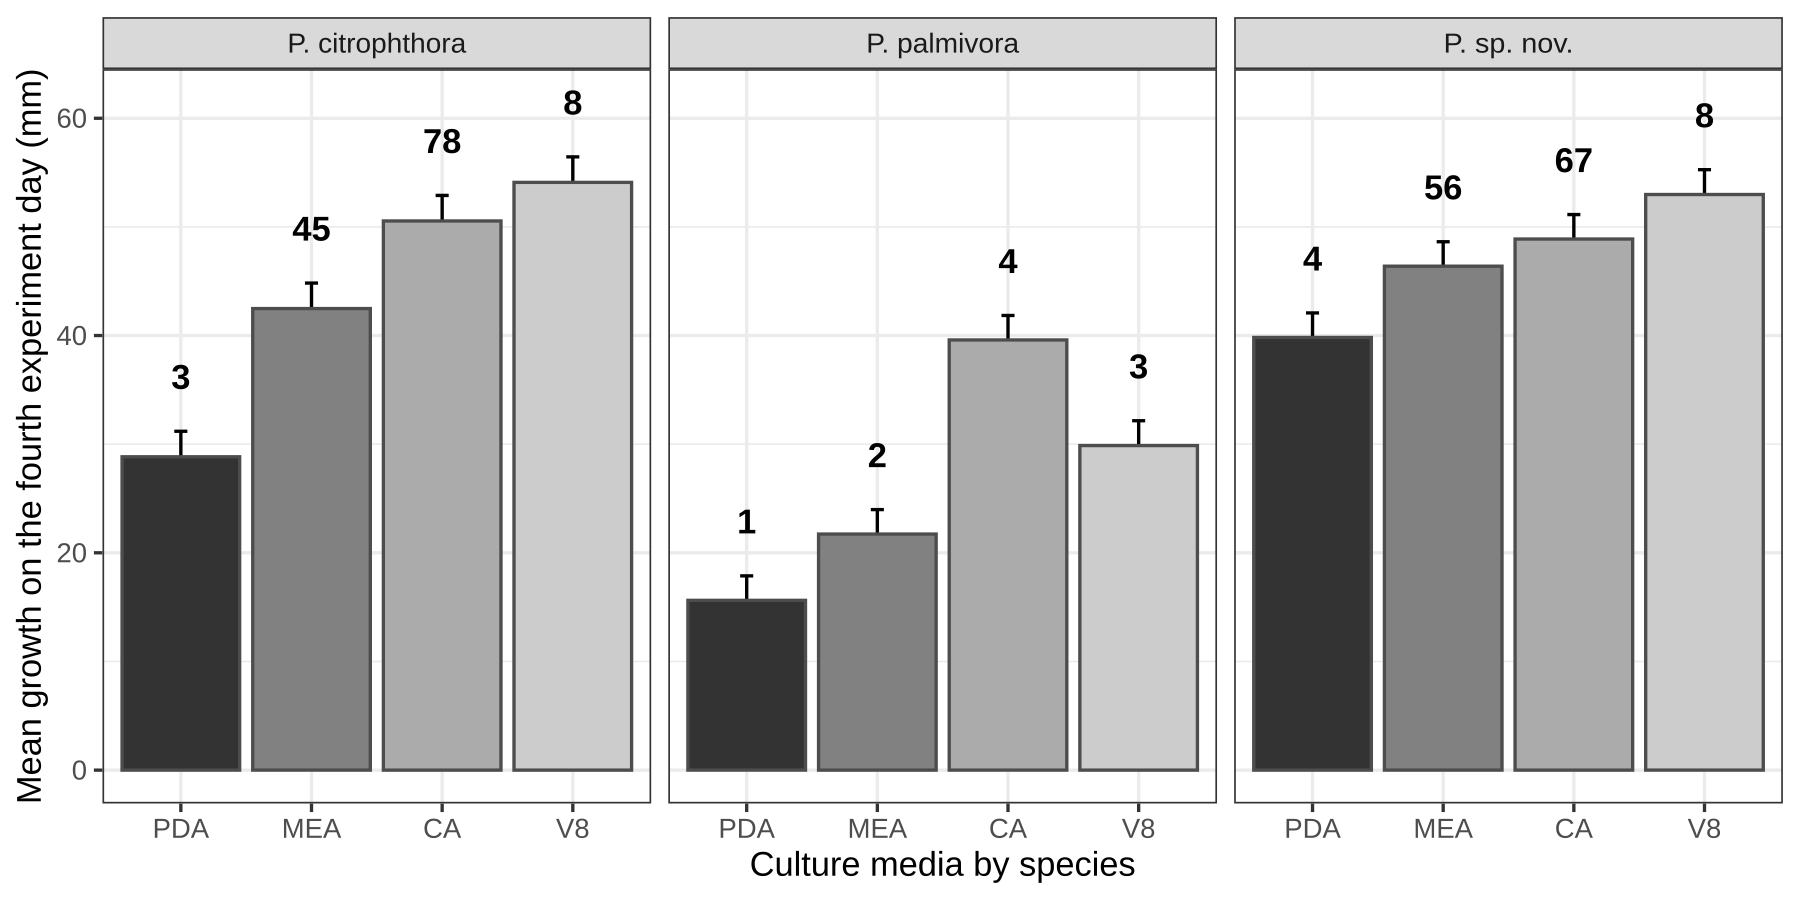 P. citrophthora P. palmivora P. sp. nov.
Mean growth on the fourth experiment day (mm)
60
40
20
0
3 45 78 8
1 2 4 3
4 56 67 8
PDA MEA CA V8 PDA MEA CA V8 PDA MEA CA V8
Culture media by species